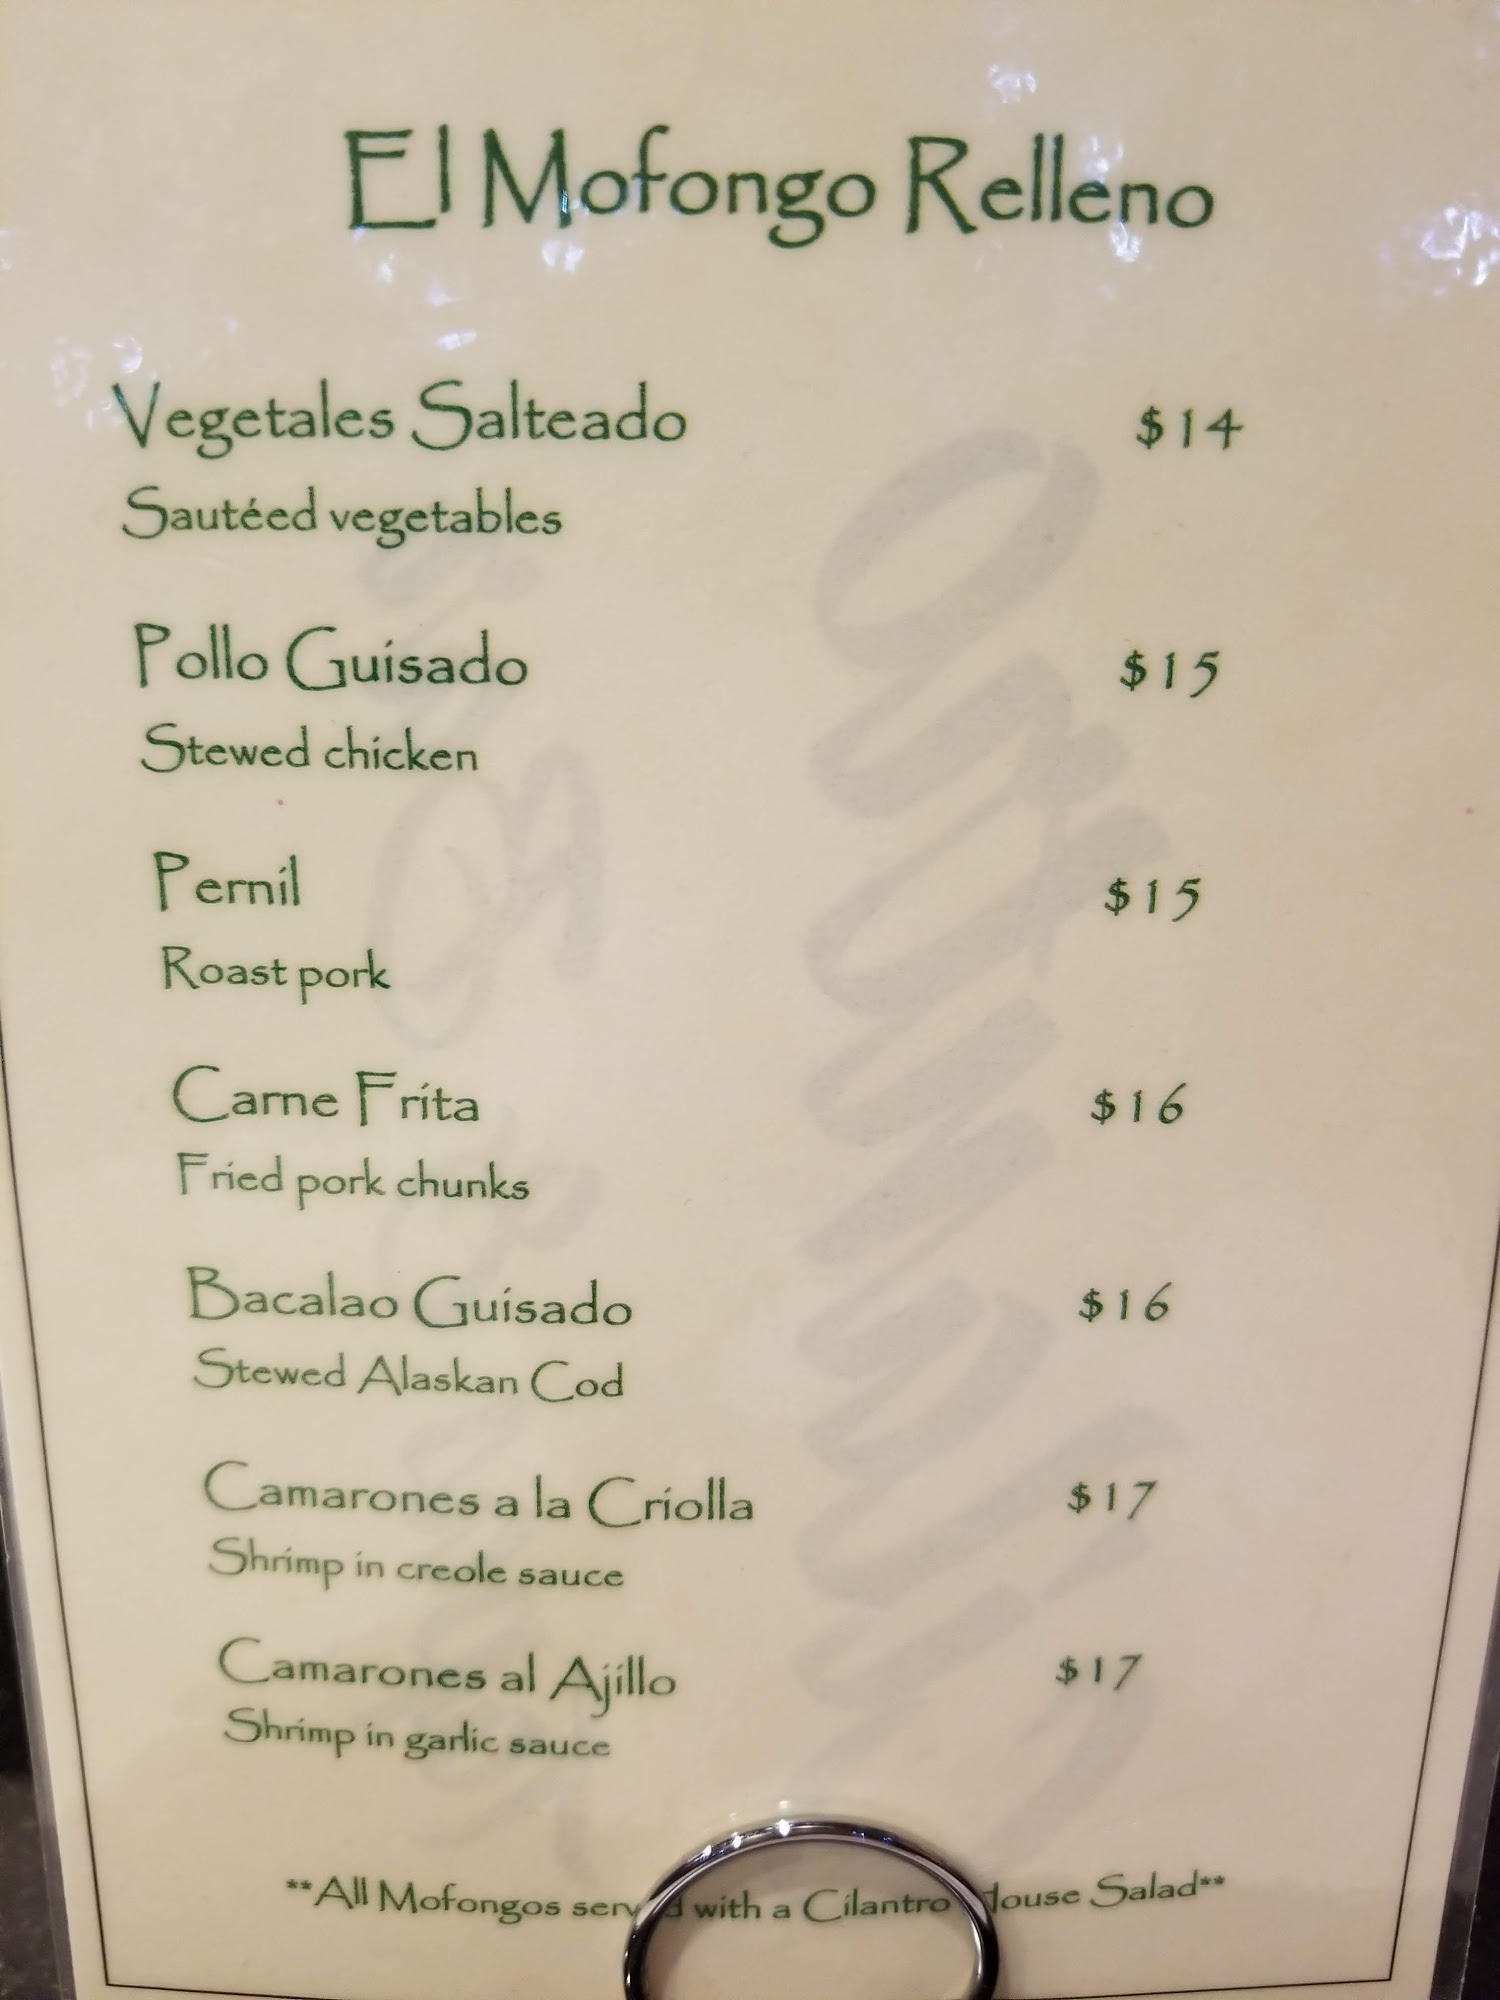 El Mofongo Relleno
Vegetales Salteado $14
Sautéed vegetables
Pollo Guisado $15
Stewed chicken
Pernil $15
Roast pork
Carne Frita $16
Fried pork chunks
Bacalao Guisado $16
Stewed Alaskan Cod
Camarones a la Criolla $17
Shrimp in creole sauce
Camarones al Ajillo $17
Shrimp in garlic sauce
**All Mofongos served with a Cilantro House Salad**